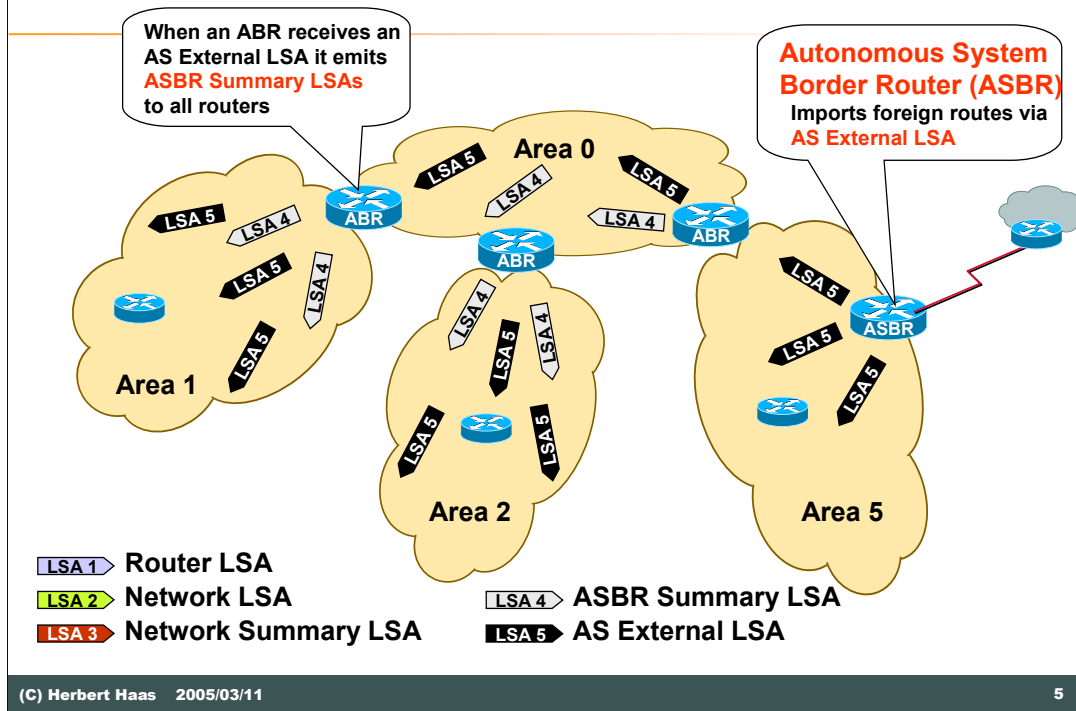 When an ABR receives an
AS External LSA it emits
ASBR Summary LSAs
to all routers
Autonomous System
Border Router (ASBR)
Imports foreign routes via
AS External LSA
Area 0
LSA 5
LSA 4
LSA 5
LSA 4
ABR
ABR
ABR
LSA 5
LSA 4
LSA 5
LSA 4
LSA 5
Area 1
LSA 4
LSA 5
LSA 4
LSA 5
LSA 5
Area 2
LSA 5
LSA 5
LSA 5
ASBR
Area 5
LSA 1 Router LSA
LSA 2 Network LSA
LSA 3 Network Summary LSA
LSA 4 ASBR Summary LSA
LSA 5 AS External LSA
(C) Herbert Haas 2005/03/11
5